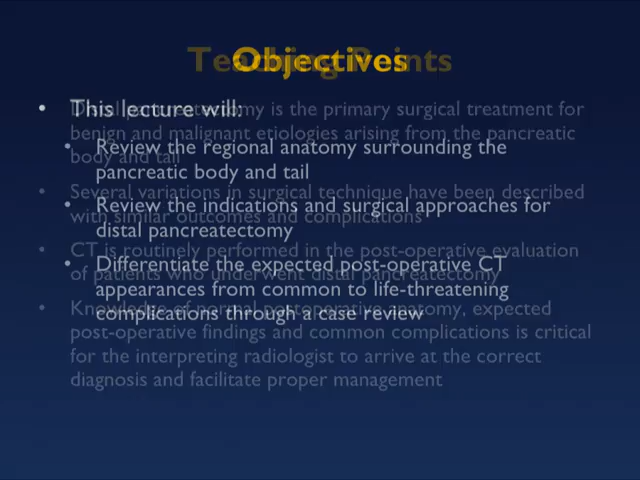 Objectives
Teaching Points
• This lecture will:
• Review the regional anatomy surrounding the
pancreatic body and tail
• Review the indications and surgical approaches for
distal pancreatectomy
• Differentiate the expected post-operative CT
appearances from common to life-threatening
complications through a case review
Distal pancreatectomy is the primary surgical treatment for
benign and malignant etiologies arising from the pancreatic
body and tail
• Several variations in surgical technique have been described
with similar outcomes and complications
• CT is routinely performed in the post-operative evaluation
of patients who underwent distal pancreatectomy
• Knowledge of normal postoperative anatomy, expected
post-operative findings and common complications is critical
for the interpreting radiologist to arrive at the correct
diagnosis and facilitate proper management